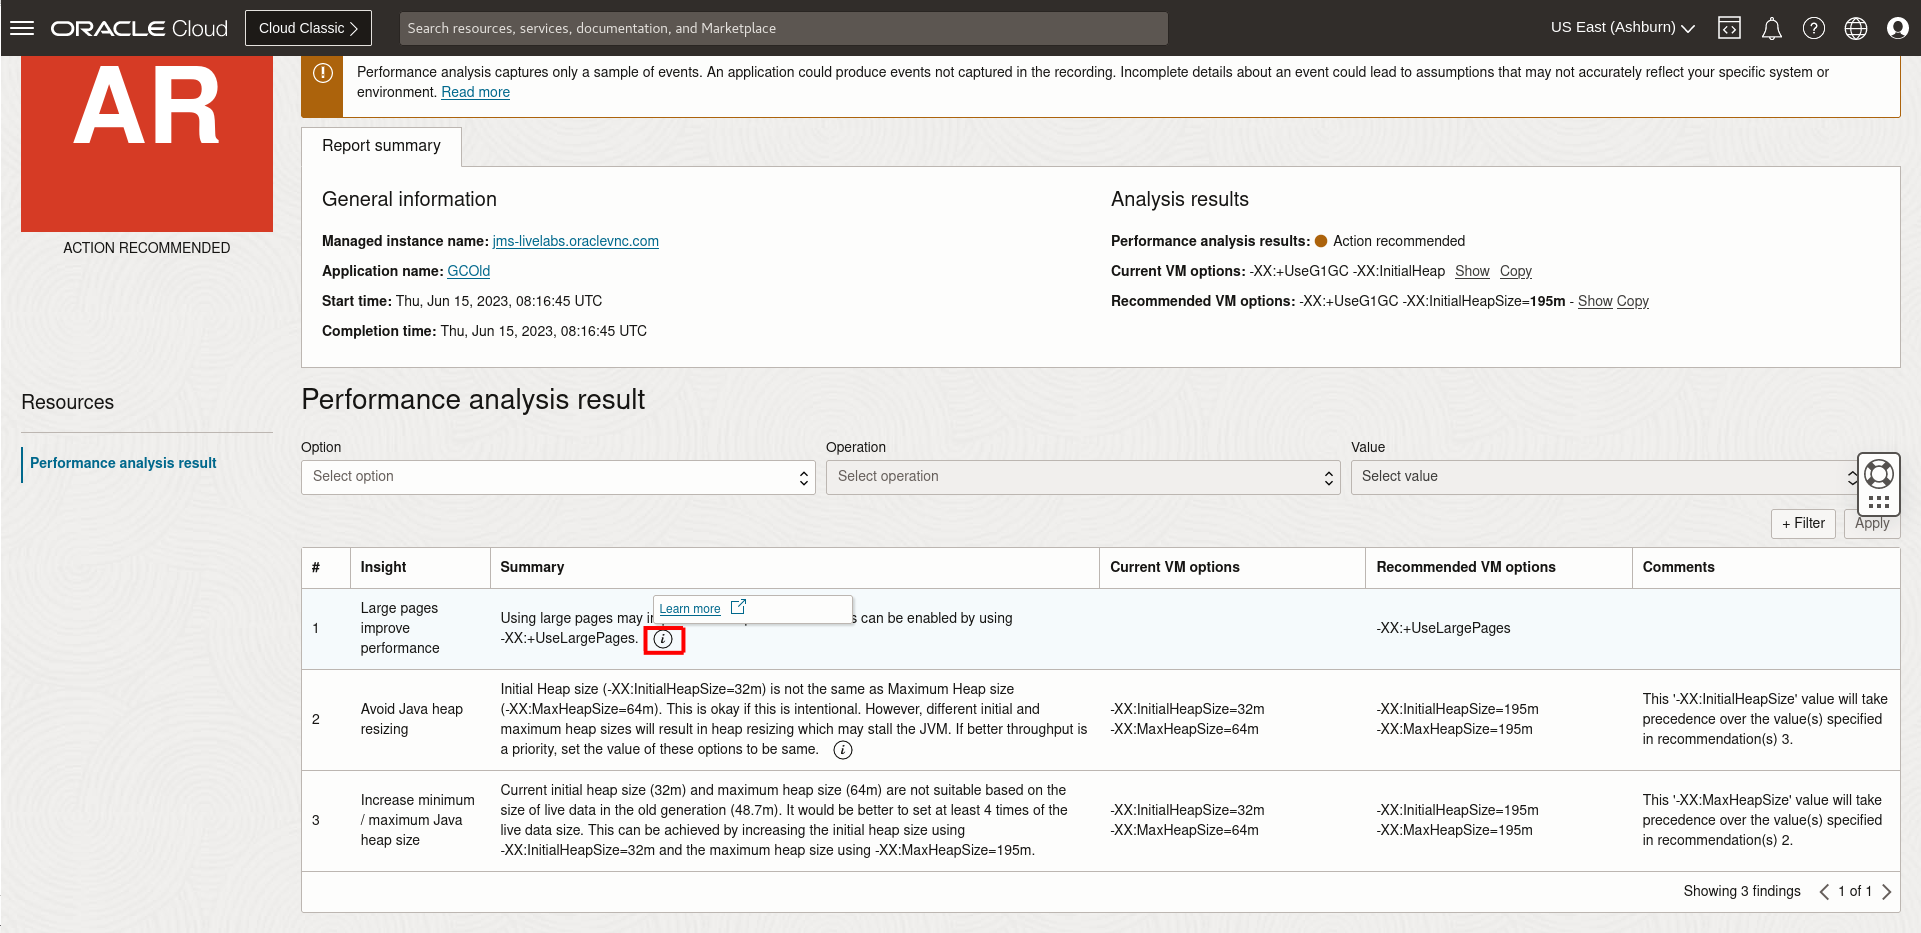 ORACLE Cloud
Cloud Classic
Search resources, services, documentation, and Marketplace
US East (Ashburn)
AR
ACTION RECOMMENDED
Performance analysis captures only a sample of events. An application could produce events not captured in the recording. Incomplete details about an event could lead to assumptions that may not accurately reflect your specific system or
environment. Read more
Report summary
General information
Managed instance name: jms-livelabs.oraclevnc.com
Application name: GCOld
Start time: Thu, Jun 15, 2023, 08:16:45 UTC
Completion time: Thu, Jun 15, 2023, 08:16:45 UTC
Analysis results
Performance analysis results: Action recommended
Current VM options: -XX:+UseG1GC -XX:InitialHeap Show Copy
Recommended VM options: -XX:+UseG1GC -XX:InitialHeapSize=195m - Show Copy
Resources
Performance analysis result
Performance analysis result
Option
Select option
Operation
Select operation
Value
Select value
+ Filter
Apply
# Insight Summary Current VM options Recommended VM options Comments
1
Large pages
improve
performance
Learn more
Using large pages may i s can be enabled by using
-XX:+UseLargePages.
-XX:+UseLargePages
2
Avoid Java heap
resizing
Initial Heap size (-XX:InitialHeapSize=32m) is not the same as Maximum Heap size
(-XX:MaxHeapSize=64m). This is okay if this is intentional. However, different initial and
maximum heap sizes will result in heap resizing which may stall the JVM. If better throughput is
a priority, set the value of these options to be same.
-XX:InitialHeapSize=32m
-XX:MaxHeapSize=64m
-XX:InitialHeapSize=195m
-XX:MaxHeapSize=195m
This '-XX:InitialHeapSize' value will take
precedence over the value(s) specified
in recommendation(s) 3.
3
Increase minimum
/ maximum Java
heap size
Current initial heap size (32m) and maximum heap size (64m) are not suitable based on the
size of live data in the old generation (48.7m). It would be better to set at least 4 times of the
live data size. This can be achieved by increasing the initial heap size using
-XX:InitialHeapSize=32m and the maximum heap size using -XX:MaxHeapSize=195m.
-XX:InitialHeapSize=32m
-XX:MaxHeapSize=64m
-XX:InitialHeapSize=195m
-XX:MaxHeapSize=195m
This '-XX:MaxHeapSize' value will take
precedence over the value(s) specified
in recommendation(s) 2.
Showing 3 findings
1 of 1